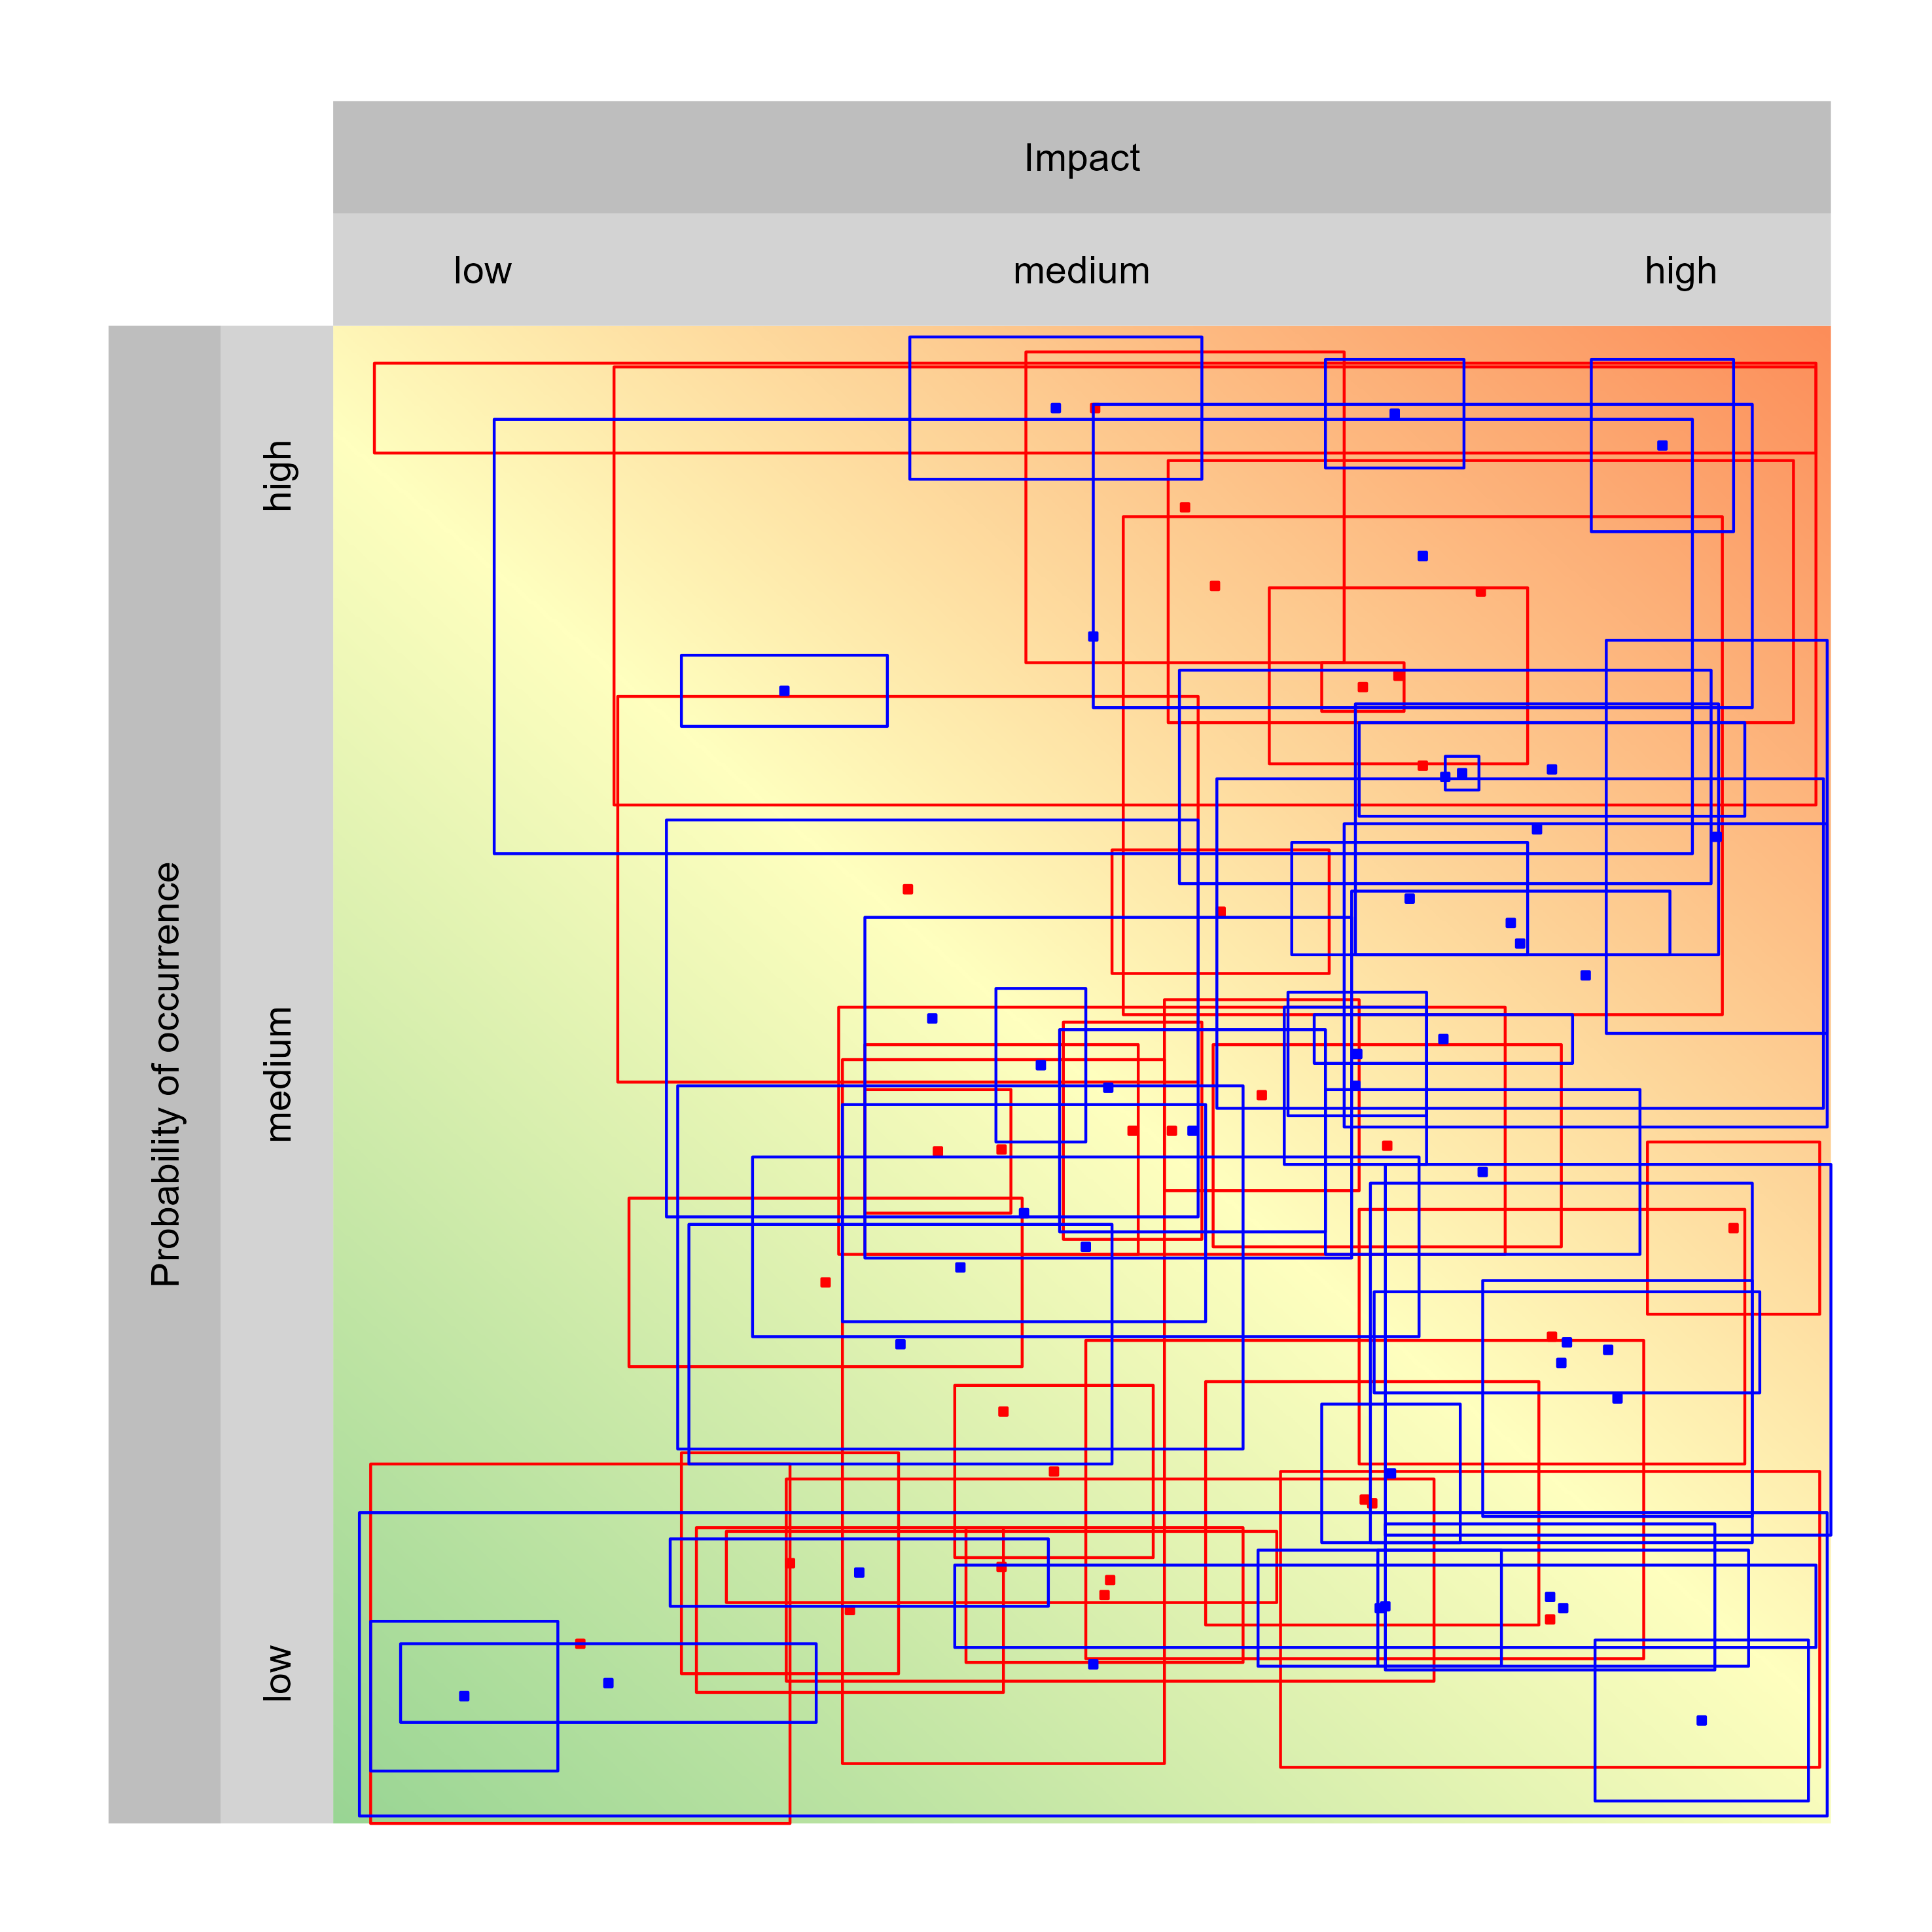 Impact
low
medium
high
Probability of occurrence
high
medium
low